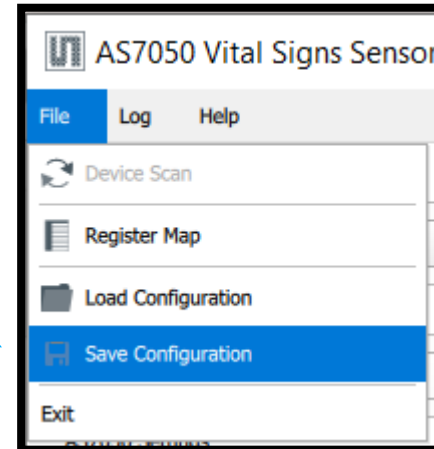 AS7050 Vital Signs Sensor
File Log Help
Device Scan
Register Map
Load Configuration
Save Configuration
Exit